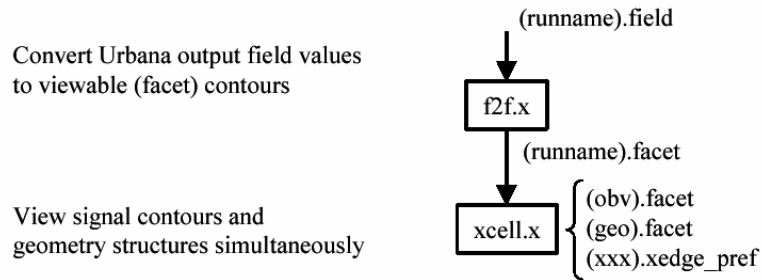 (runname).field
Convert Urbana output field values
to viewable (facet) contours
f2f.x
(runname).facet
View signal contours and
geometry structures simultaneously
xcell.x
(obv).facet
(geo).facet
(xxx).xedge_pref